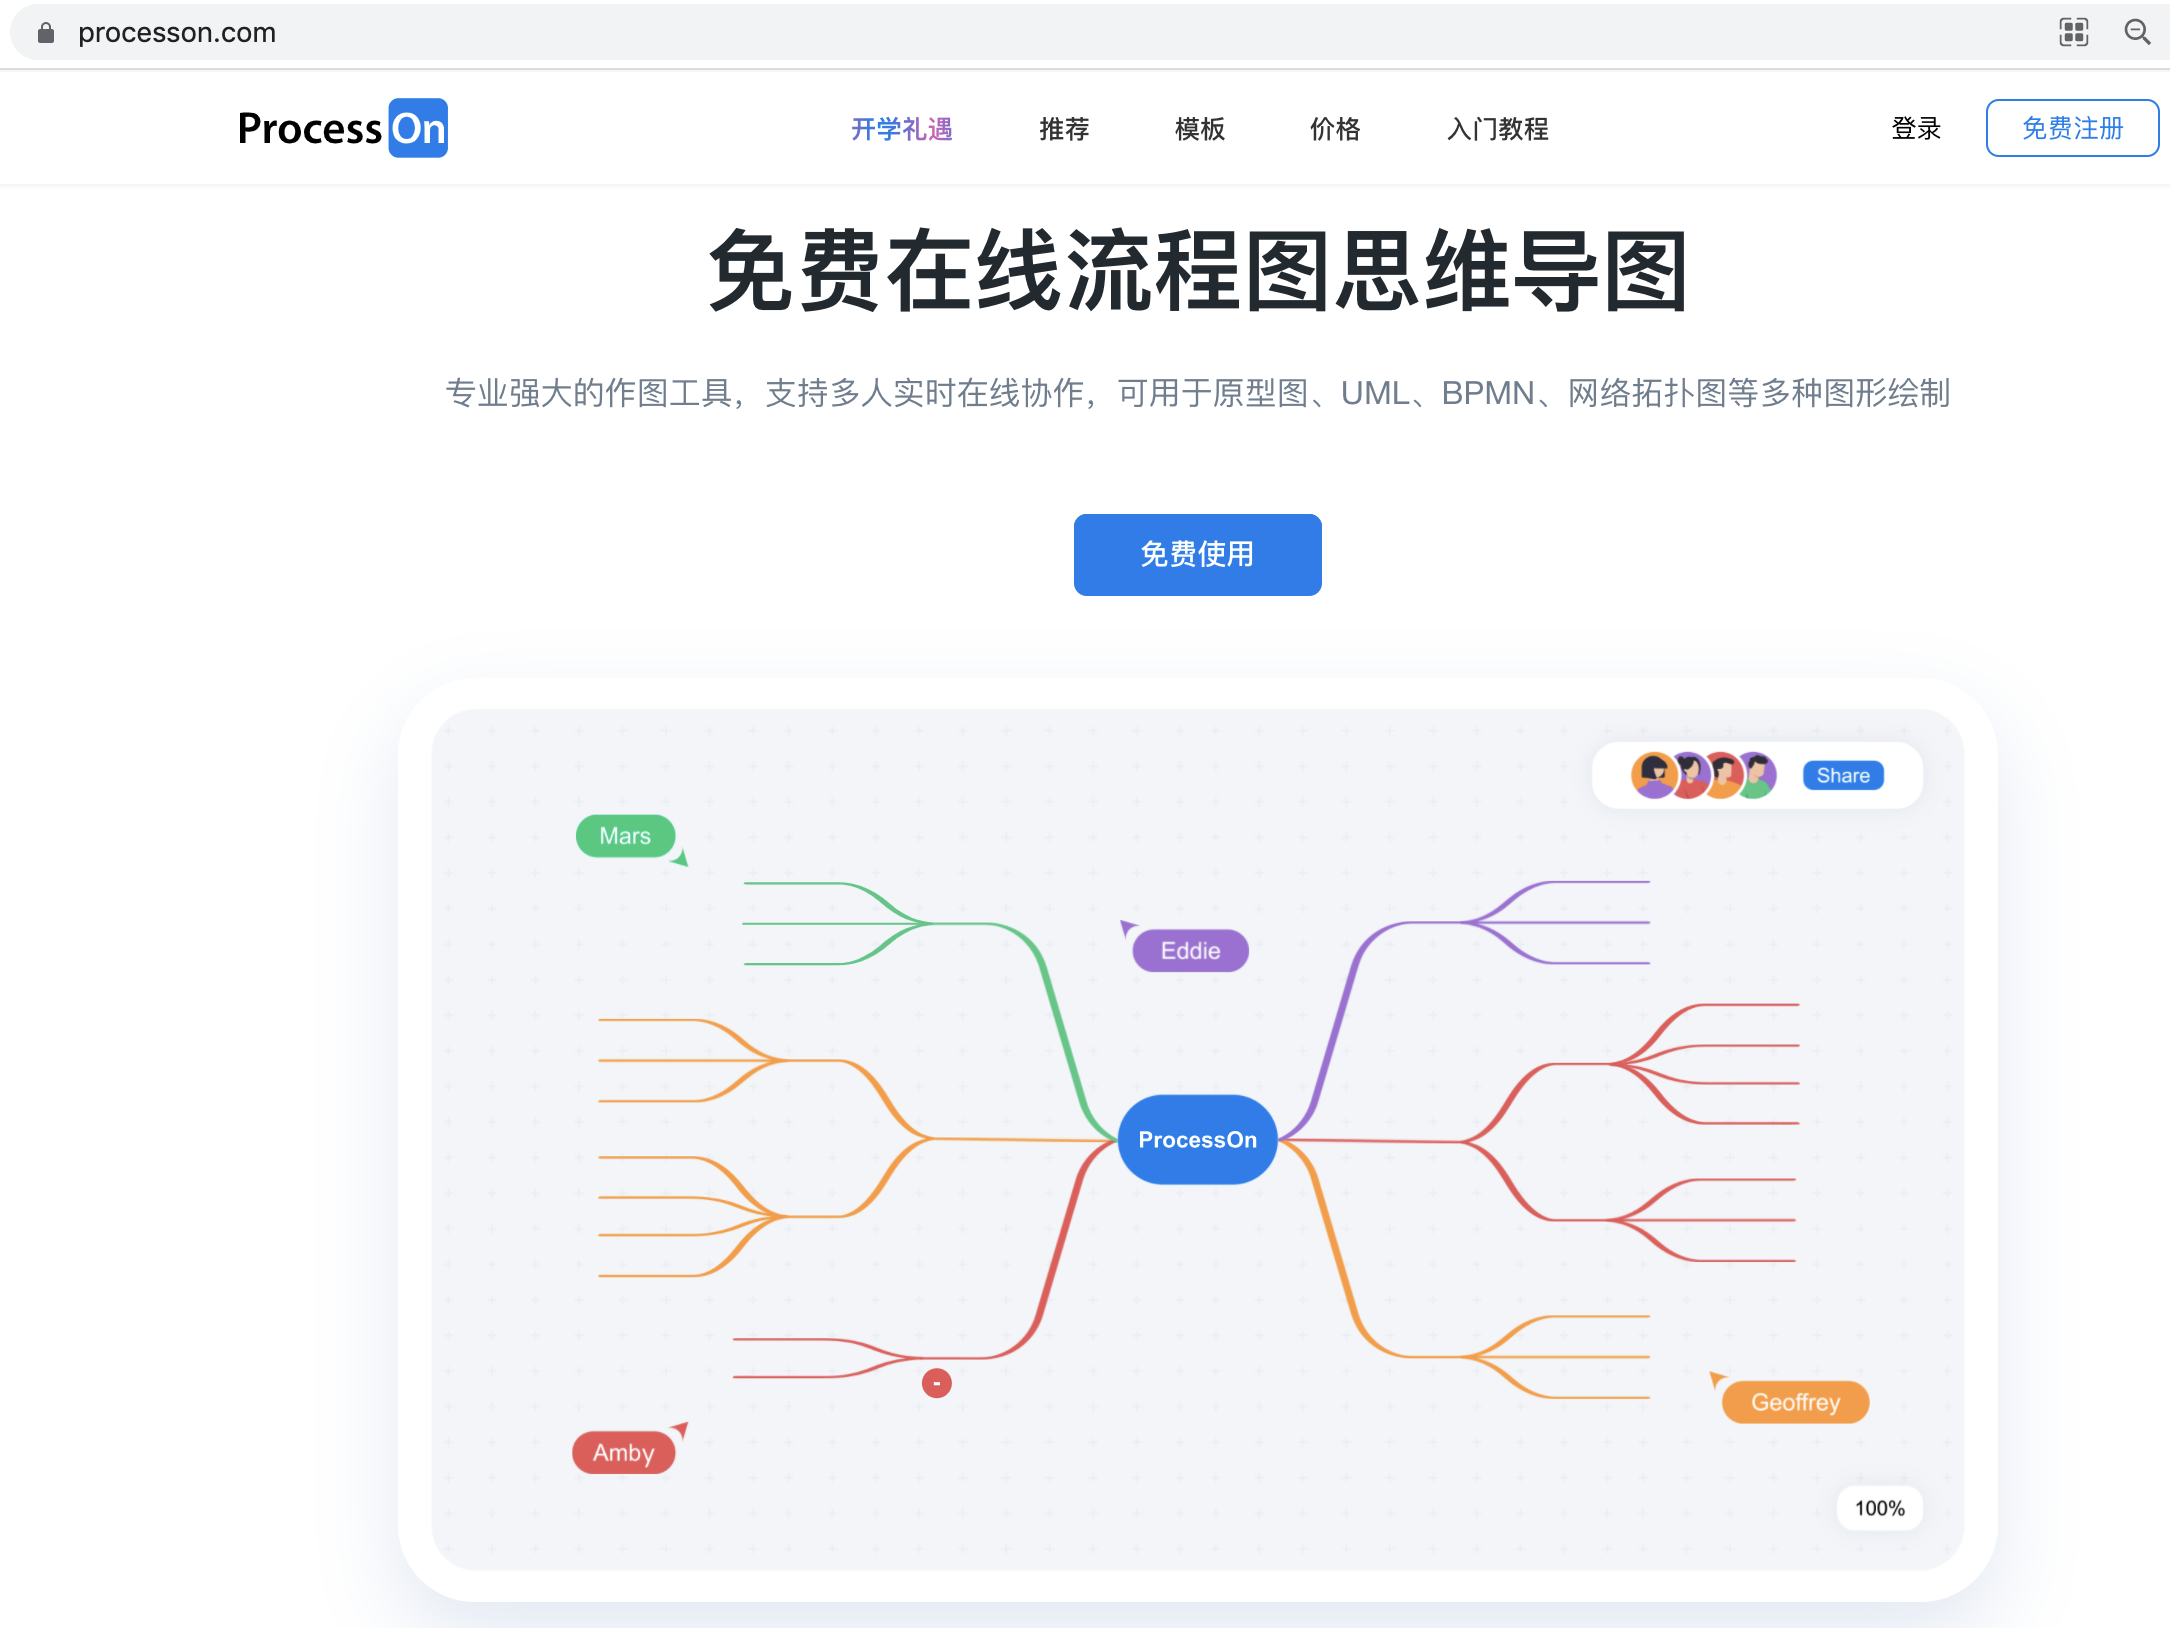 processon.com
ProcessOn
开学礼遇 推荐 模板 价格 入门教程 登录 免费注册
免费在线流程图思维导图
专业强大的作图工具，支持多人实时在线协作，可用于原型图、UML、BPMN、网络拓扑图等多种图形绘制
免费使用
Share
Mars
Eddie
ProcessOn
-
Geoffrey
Amby
100%